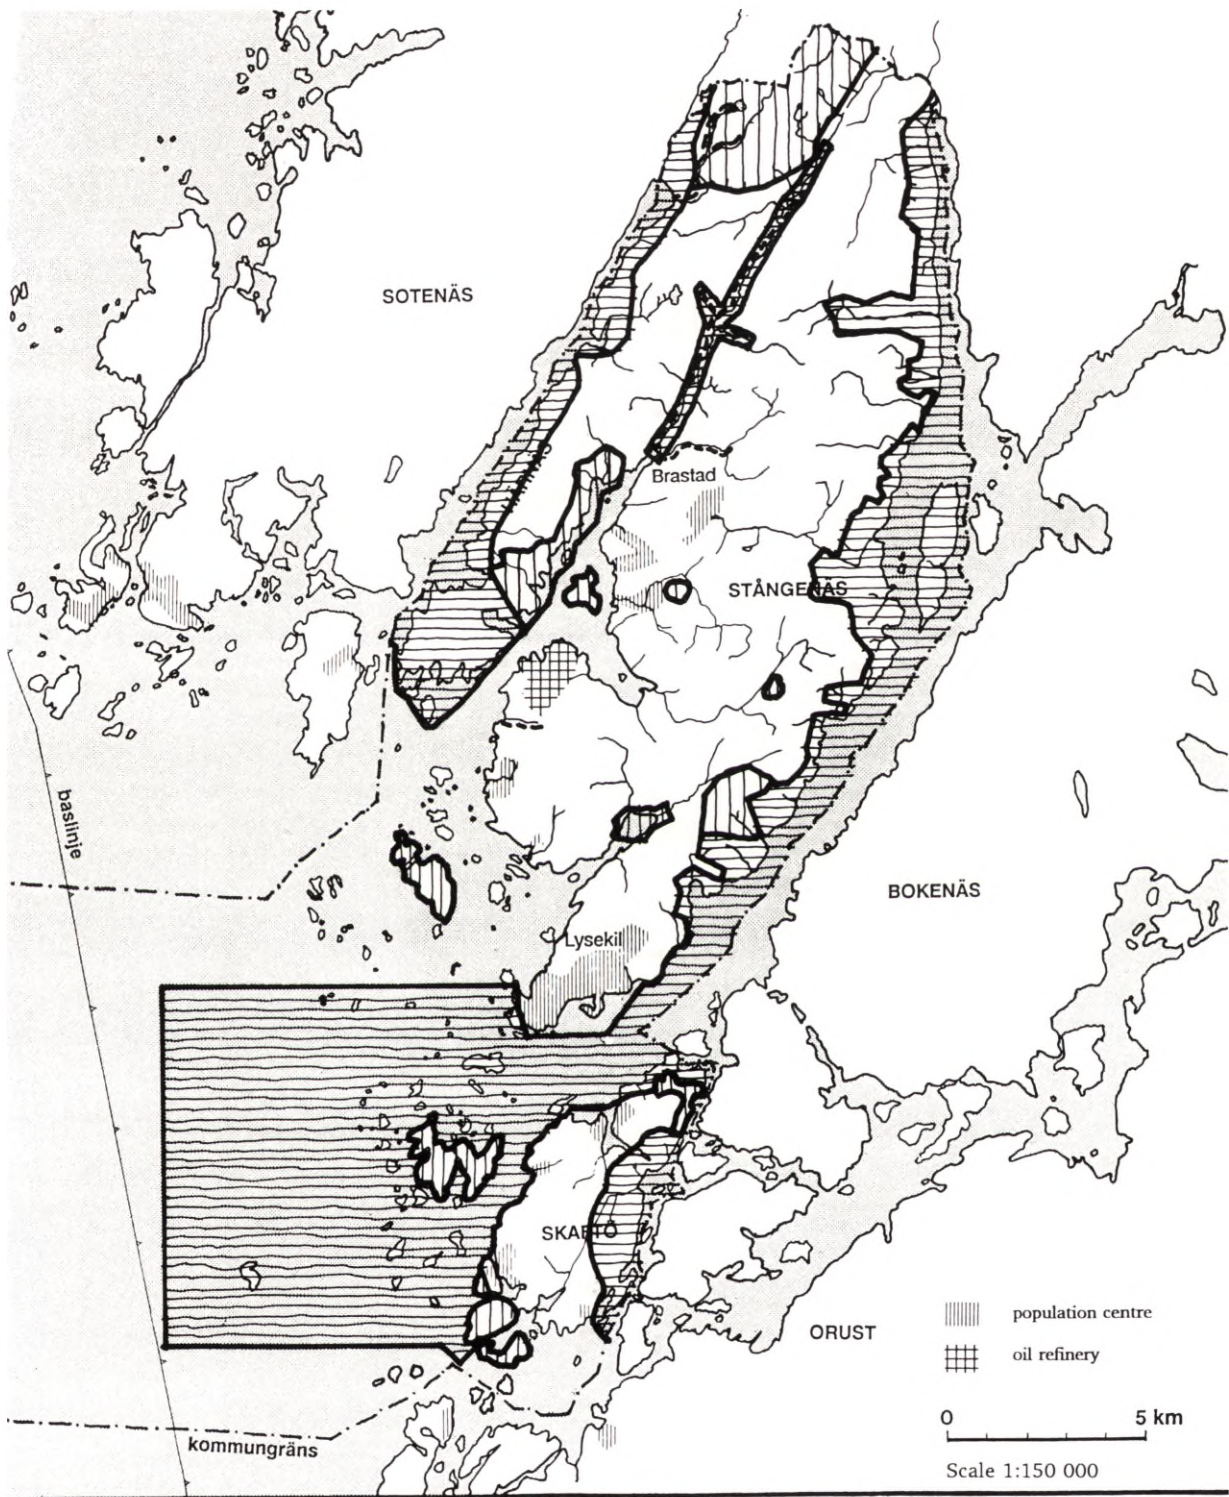 SOTENÄS
Brastad
STÅNGENÄS
baslinje
BOKENÄS
Lysekil
SKAFTÖ
population centre
ORUST
oil refinery
0 5 km
kommungräns
Scale 1:150 000